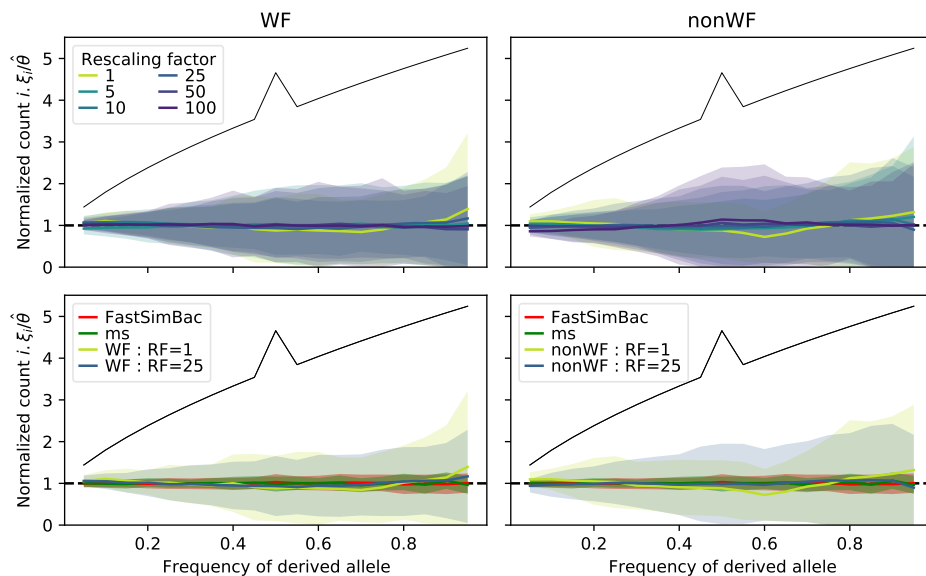 WF
nonWF
Normalized count i.ξi/θ̂
5
4
3
2
1
0
Rescaling factor
1 25
5 50
10 100
Normalized count i.ξi/θ̂
5
4
3
2
1
0
FastSimBac
ms
WF : RF=1
WF : RF=25
FastSimBac
ms
nonWF : RF=1
nonWF : RF=25
0.2 0.4 0.6 0.8
0.2 0.4 0.6 0.8
Frequency of derived allele
Frequency of derived allele